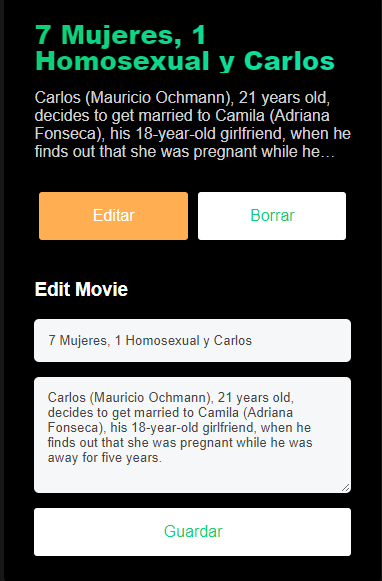 7 Mujeres, 1
Homosexual y Carlos
Carlos (Mauricio Ochmann), 21 years old,
decides to get married to Camila (Adriana
Fonseca), his 18-year-old girlfriend, when he
finds out that she was pregnant while he…
Editar
Borrar
Edit Movie
7 Mujeres, 1 Homosexual y Carlos
Carlos (Mauricio Ochmann), 21 years old,
decides to get married to Camila (Adriana
Fonseca), his 18-year-old girlfriend, when he
finds out that she was pregnant while he was
away for five years.
Guardar